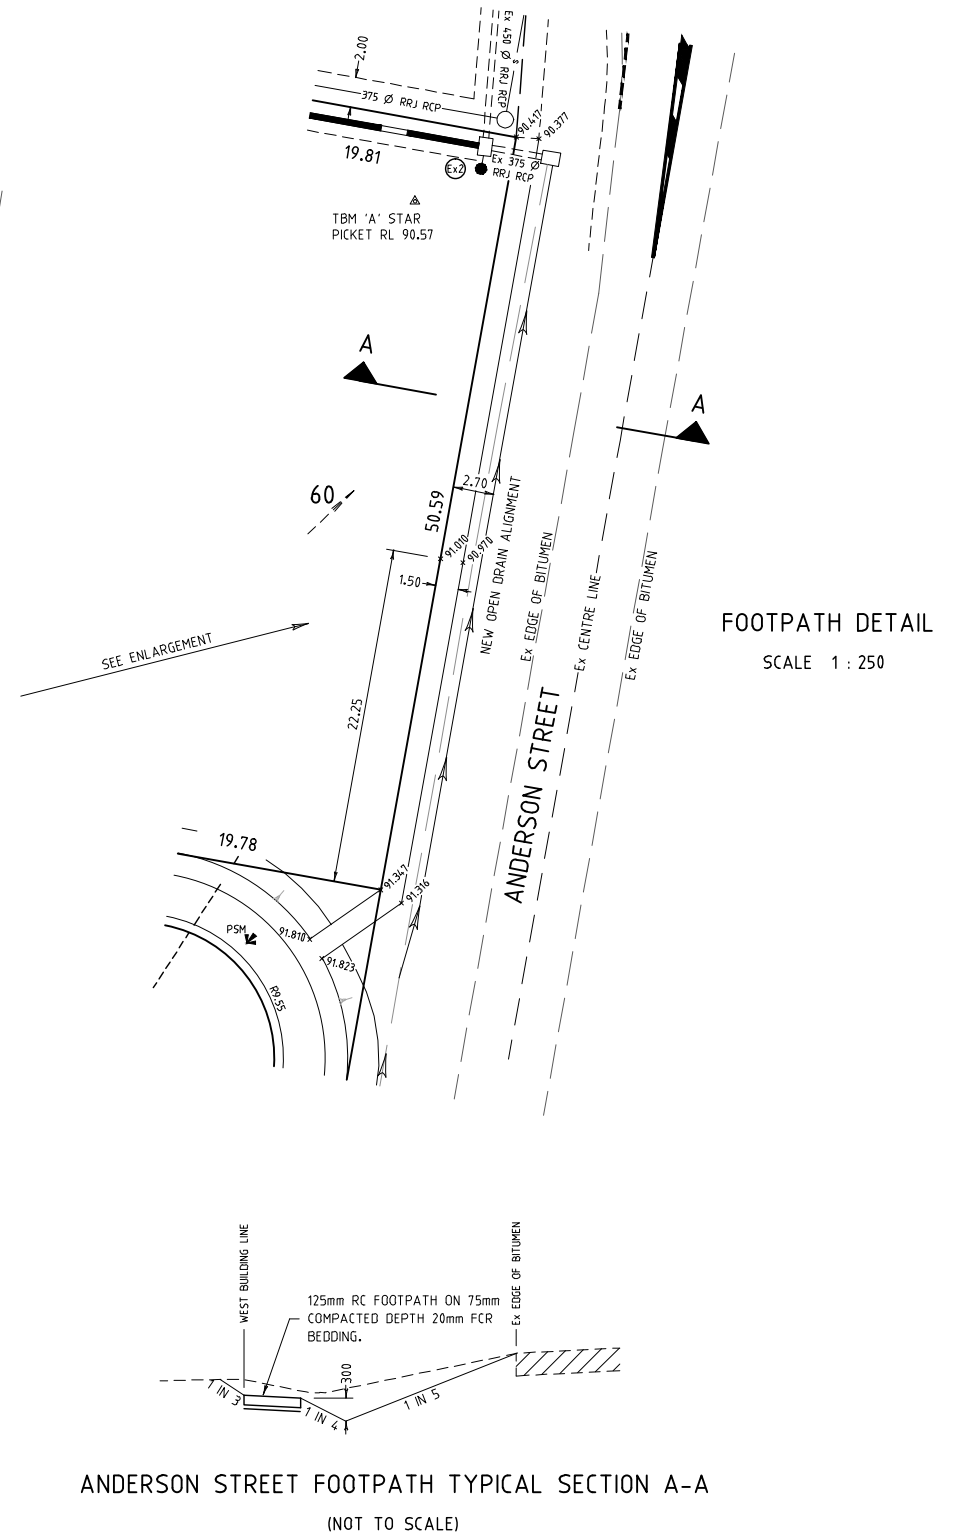 Ex 450 Ø RRJ RCP
S
2.00
375 Ø RRJ RCP
90.417
90.377
19.81
Ex2
Ex 375 Ø
RRJ RCP
TBM 'A' STAR
PICKET RL 90.57
A
A
2.70
60
50.59
91.010
90.970
1.50
NEW OPEN DRAIN ALIGNMENT
Ex EDGE OF BITUMEN
Ex CENTRE LINE
Ex EDGE OF BITUMEN
FOOTPATH DETAIL
SCALE 1 : 250
SEE ENLARGEMENT
22.25
ANDERSON STREET
19.78
91.347
91.316
PSM
91.810
91.823
R9.55
WEST BUILDING LINE
Ex EDGE OF BITUMEN
125mm RC FOOTPATH ON 75mm
COMPACTED DEPTH 20mm FCR
BEDDING.
300
1 IN 3
1 IN 4
1 IN 5
ANDERSON STREET FOOTPATH TYPICAL SECTION A-A
(NOT TO SCALE)